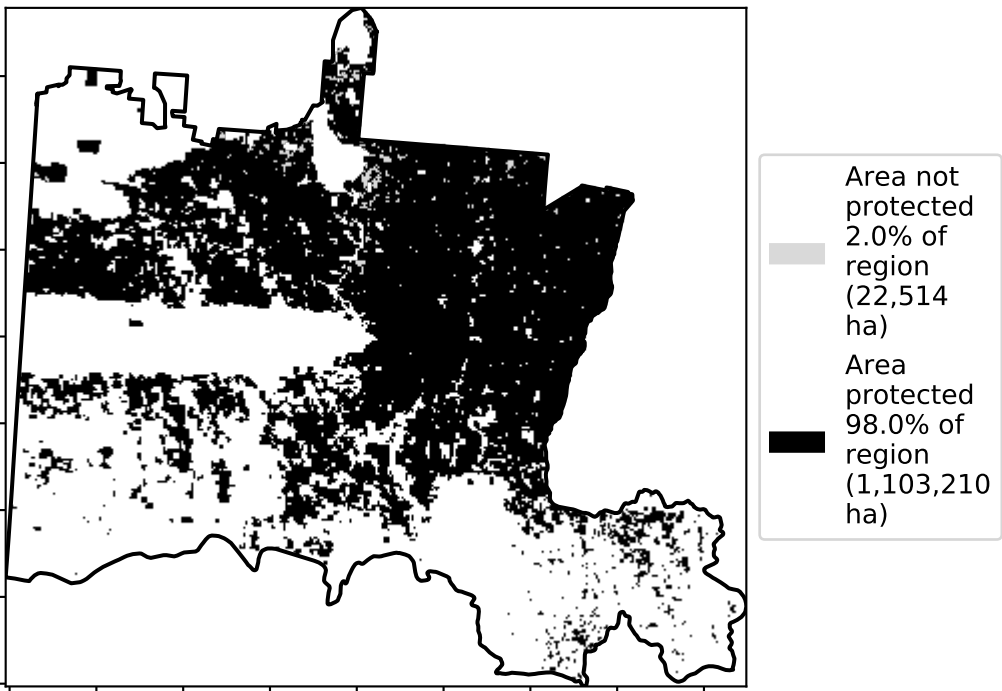 Area not
protected
2.0% of
region
(22,514
ha)
Area
protected
98.0% of
region
(1,103,210
ha)